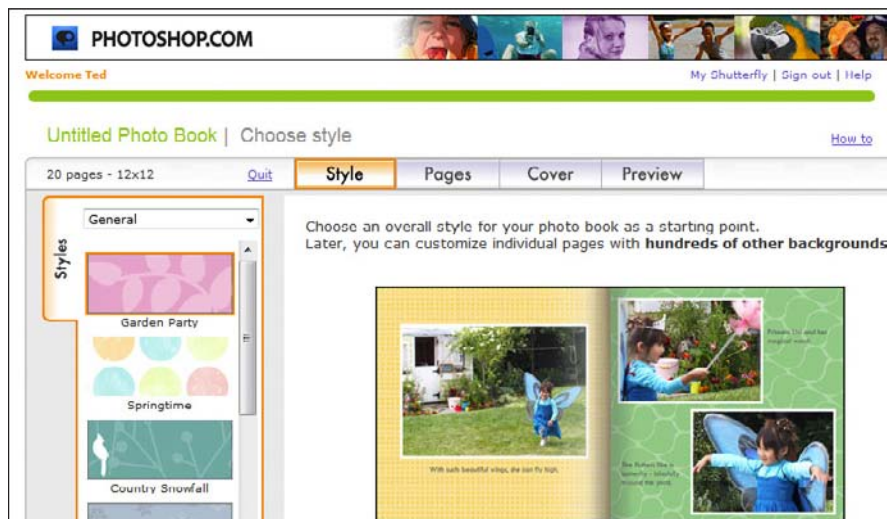 PHOTOSHOP.COM
Welcome Ted
My Shutterfly | Sign out | Help
Untitled Photo Book | Choose style
How to
20 pages - 12x12
Quit
Style
Pages
Cover
Preview
Styles
General
Garden Party
Springtime
Country Snowfall
Choose an overall style for your photo book as a starting point.
Later, you can customize individual pages with hundreds of other backgrounds
With such beautiful wings, she can fly high.
magical wand.